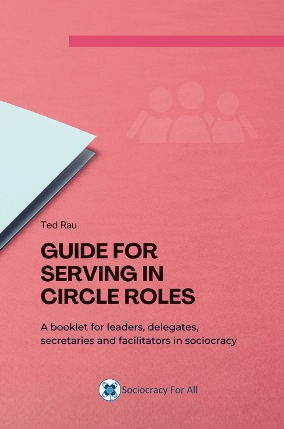 Ted Rau
GUIDE FOR
SERVING IN
CIRCLE ROLES
A booklet for leaders, delegates,
secretaries and facilitators in sociocracy
Sociocracy For All